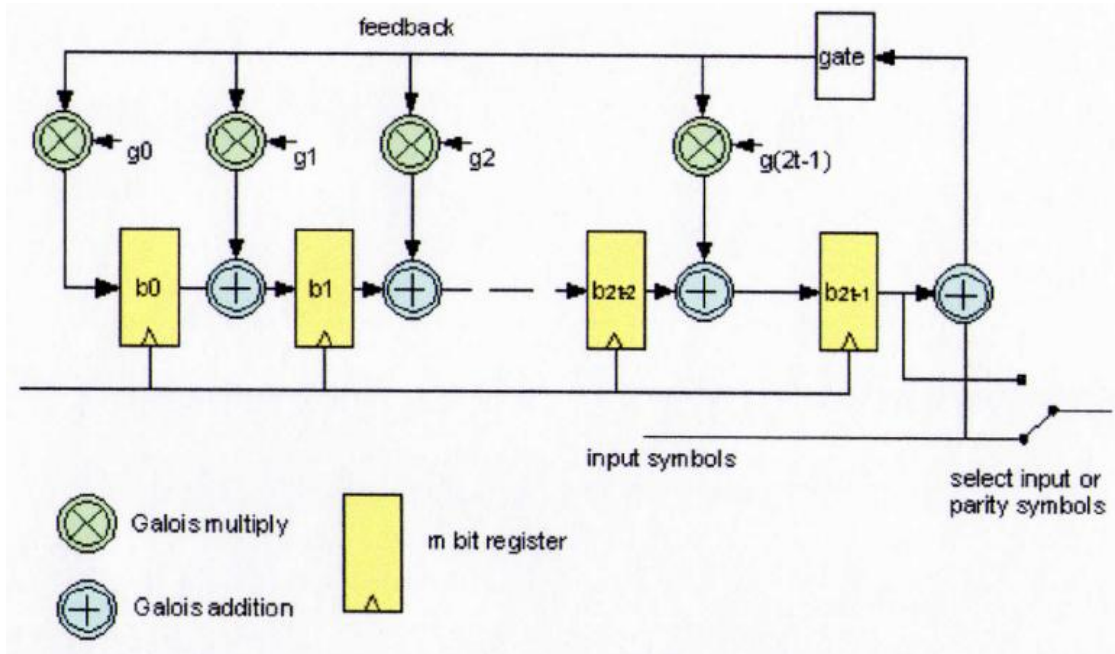 feedback
gate
g0
g1
g2
g(2t-1)
b0
b1
b2t-2
b2t-1
input symbols
select input or
parity symbols
Galois multiply
m bit register
Galois addition